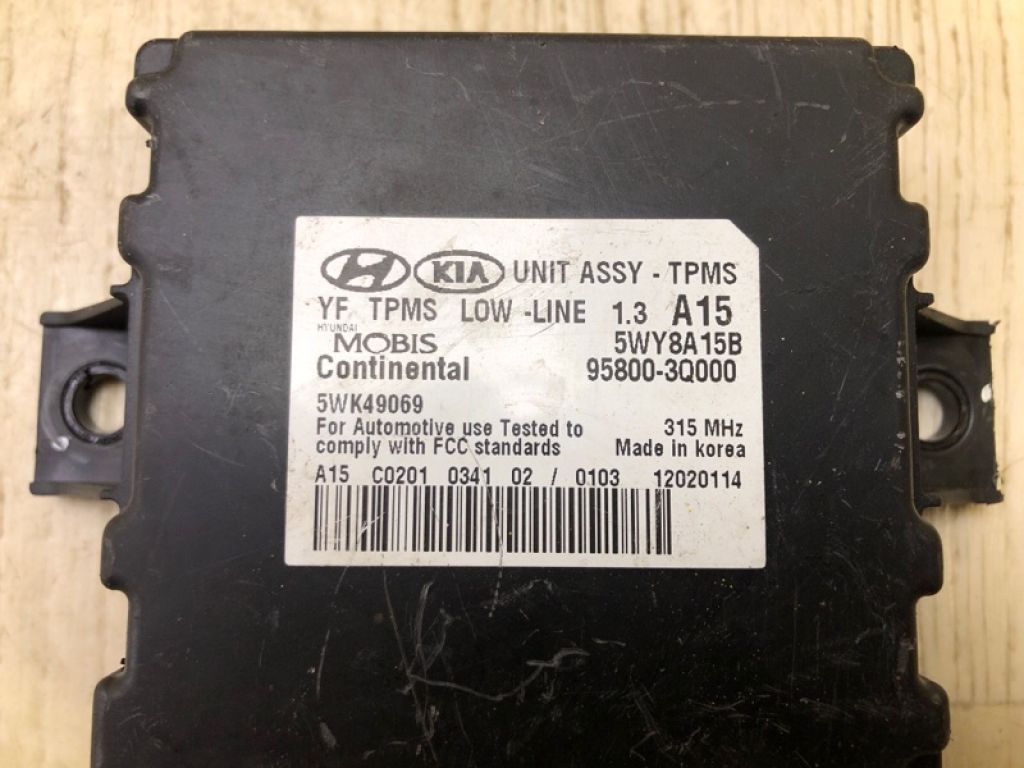 KIA UNIT ASSY - TPMS
YF TPMS LOW -LINE 1.3 A15
HYUNDAI
MOBIS 5WY8A15B
Continental 95800-3Q000
5WK49069
For Automotive use Tested to 315 MHz
comply with FCC standards Made in korea
A15 C0201 0341 02 / 0103 12020114